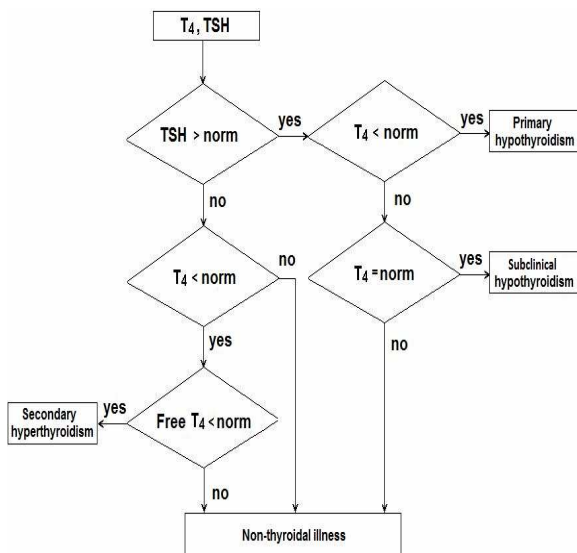 T4, TSH
TSH > norm
yes
T4 < norm
yes
Primary
hypothyroidism
no
no
T4 < norm
no
T4 = norm
yes
Subclinical
hypothyroidism
yes
no
Secondary
hyperthyroidism
yes
Free T4 < norm
no
Non-thyroidal illness